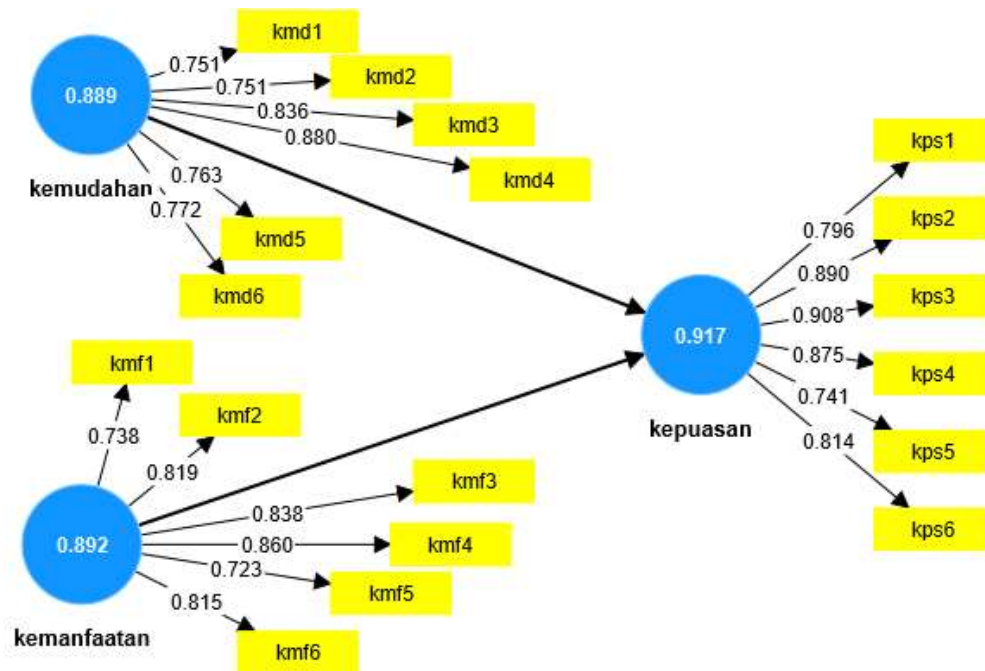 kmd1
0.751
kmd2
0.751
0.889
0.836
kmd3
0.880
kmd4
kemudahan
0.763
0.772
kmd5
kmd6
kps1
0.796
kps2
0.890
kps3
0.908
0.917
0.875
kps4
0.741
kepuasan
0.814
kps5
kps6
kmf1
0.738
kmf2
0.819
kmf3
0.838
0.892
0.860
kmf4
0.723
kmf5
0.815
kemanfaatan
kmf6